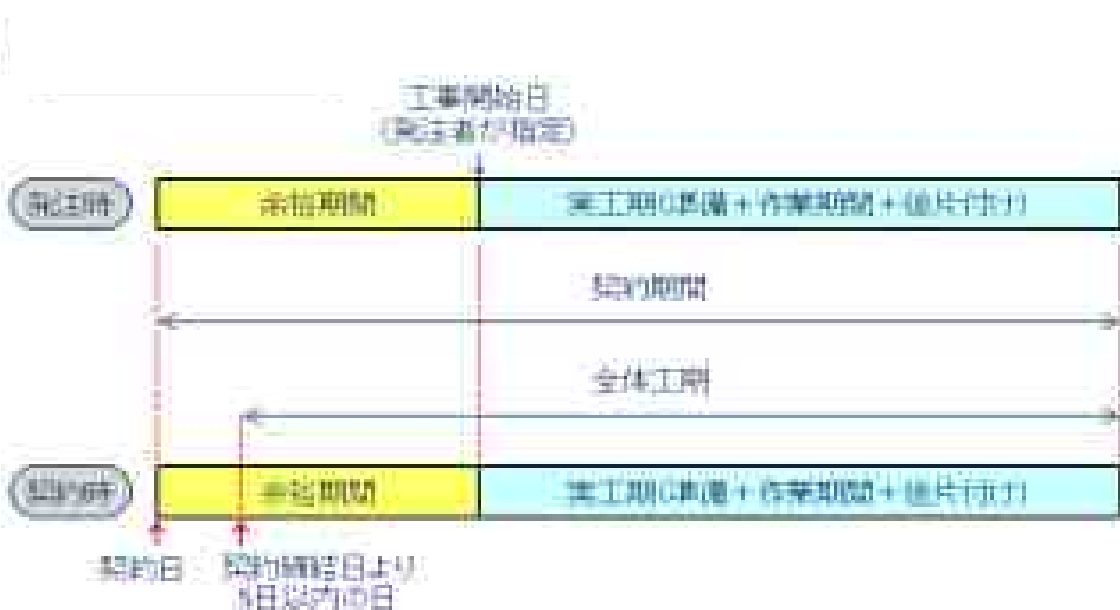 工事開始日
(発注者が指定)
発注時
余裕期間
実工期(準備+作業期間+後片付け)
契約期間
全体工期
契約時
余裕期間
実工期(準備+作業期間+後片付け)
契約日
契約締結日より
5日以内の日